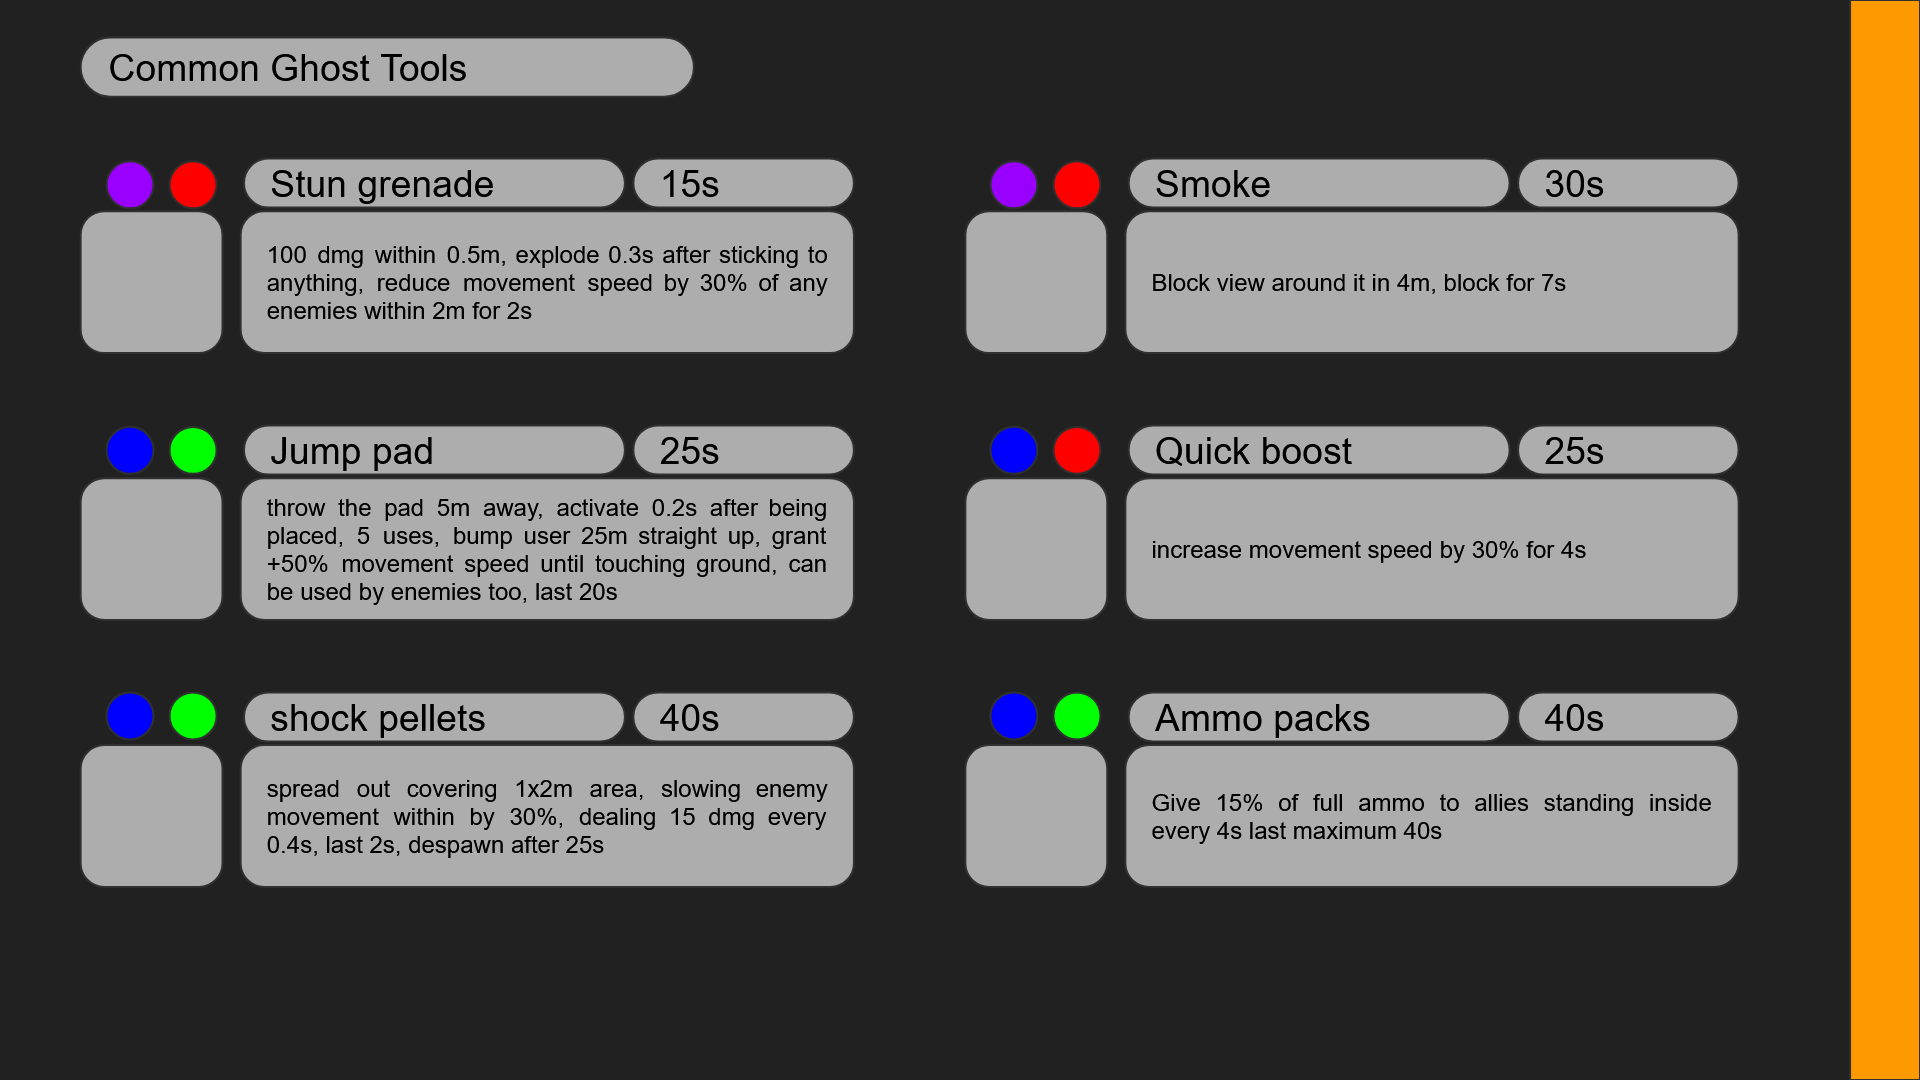 Common Ghost Tools
Stun grenade
15s
100 dmg within 0.5m, explode 0.3s after sticking to
anything, reduce movement speed by 30% of any
enemies within 2m for 2s
Smoke
30s
Block view around it in 4m, block for 7s
Jump pad
25s
throw the pad 5m away, activate 0.2s after being
placed, 5 uses, bump user 25m straight up, grant
+50% movement speed until touching ground, can
be used by enemies too, last 20s
Quick boost
25s
increase movement speed by 30% for 4s
shock pellets
40s
spread out covering 1x2m area, slowing enemy
movement within by 30%, dealing 15 dmg every
0.4s, last 2s, despawn after 25s
Ammo packs
40s
Give 15% of full ammo to allies standing inside
every 4s last maximum 40s